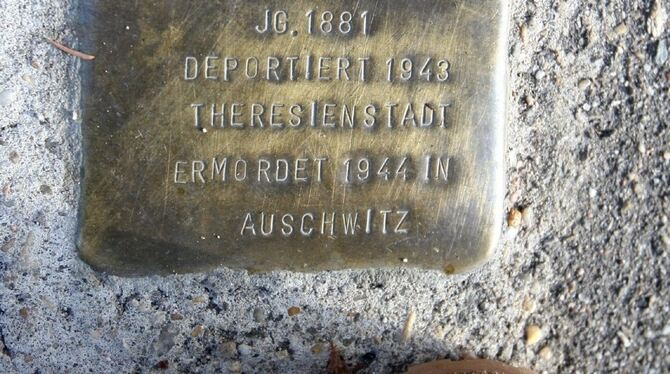 JG. 1881
DEPORTIERT 1943
THERESIENSTADT
ERMORDET 1944 IN
AUSCHWITZ